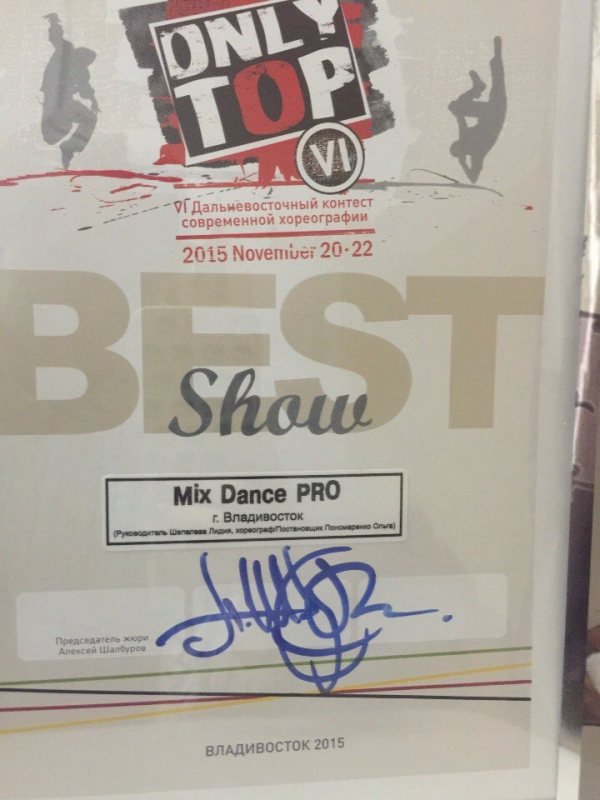 ONLY
TOP
VI
VI Дальневосточный контест
современной хореографии
2015 November 20-22
BEST
Show
Mix Dance PRO
г. Владивосток
(Руководитель Шепелева Лидия, хореограф/Постановщик Пономаренко Ольга)
Председатель жюри
Алексей Шалбуров
ВЛАДИВОСТОК 2015